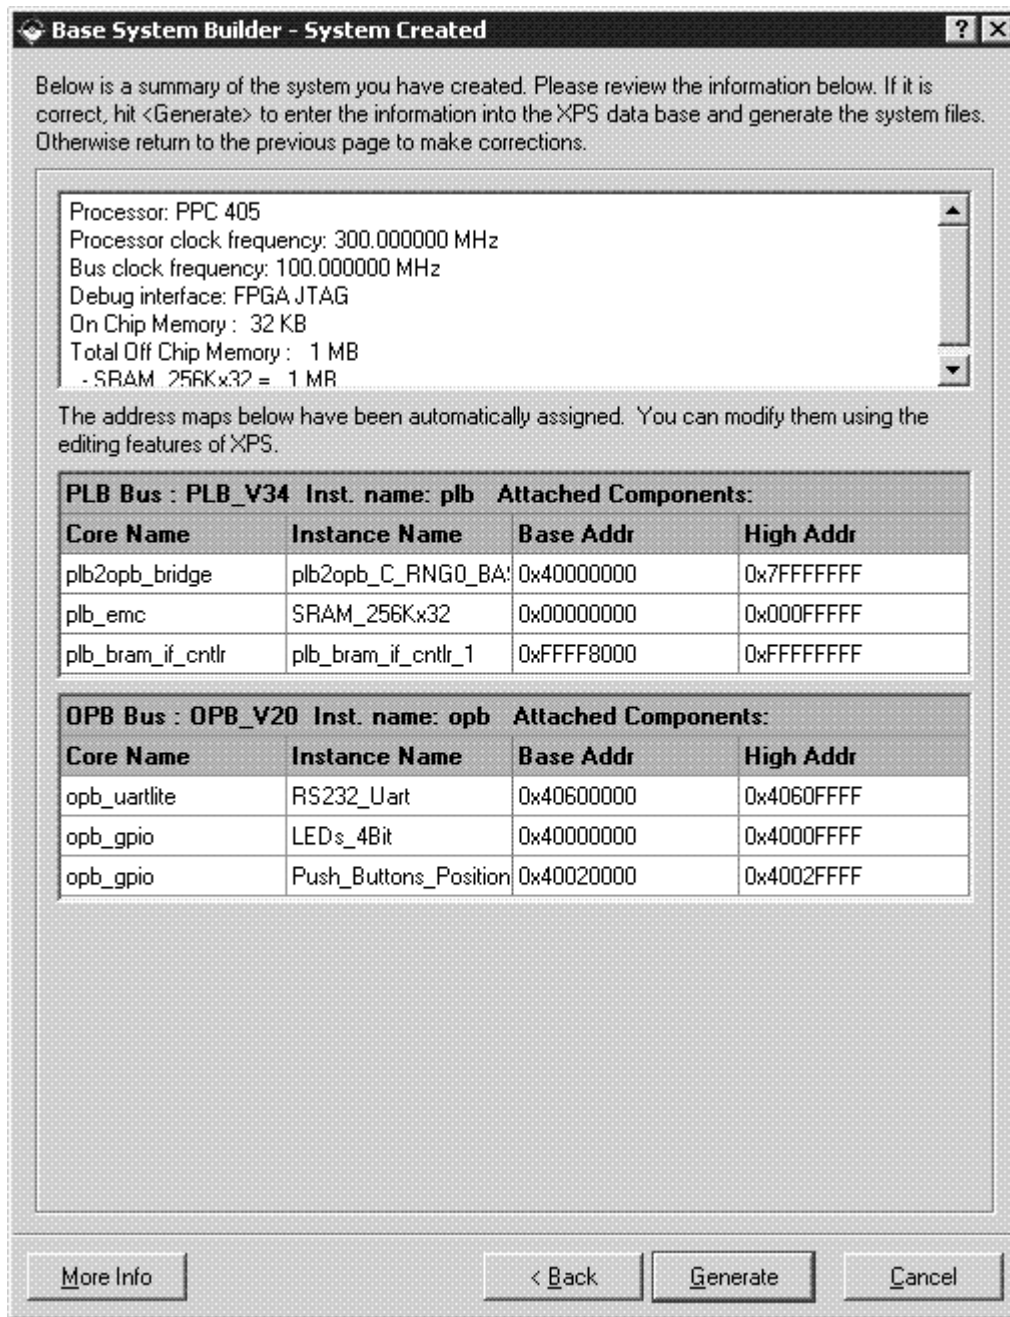 Base System Builder - System Created
Below is a summary of the system you have created. Please review the information below. If it is
correct, hit <Generate> to enter the information into the XPS data base and generate the system files.
Otherwise return to the previous page to make corrections.
Processor: PPC 405
Processor clock frequency: 300.000000 MHz
Bus clock frequency: 100.000000 MHz
Debug interface: FPGA JTAG
On Chip Memory :  32 KB
Total Off Chip Memory :   1 MB
- SRAM_256Kx32 =   1 MB
The address maps below have been automatically assigned.  You can modify them using the
editing features of XPS.
PLB Bus : PLB_V34  Inst. name: plb   Attached Components:
Core Name Instance Name Base Addr High Addr
plb2opb_bridge plb2opb_C_RNG0_BA 0x40000000 0x7FFFFFFF
plb_emc SRAM_256Kx32 0x00000000 0x000FFFFF
plb_bram_if_cntlr plb_bram_if_cntlr_1 0xFFFF8000 0xFFFFFFFF
OPB Bus : OPB_V20  Inst. name: opb   Attached Components:
Core Name Instance Name Base Addr High Addr
opb_uartlite RS232_Uart 0x40600000 0x4060FFFF
opb_gpio LEDs_4Bit 0x40000000 0x4000FFFF
opb_gpio Push_Buttons_Position 0x40020000 0x4002FFFF
More Info < Back Generate Cancel